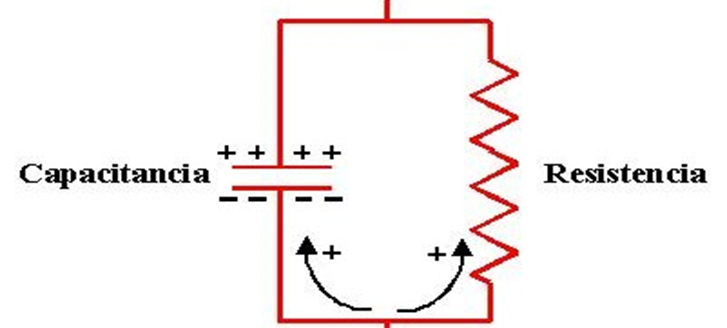 + + + +
Capacitancia
Resistencia
- - - -
+ +